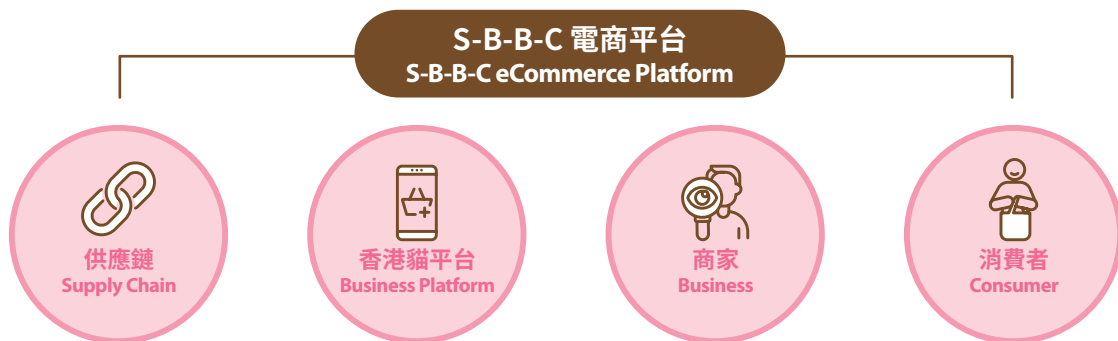 S-B-B-C 電商平台
S-B-B-C eCommerce Platform
供應鏈
Supply Chain
香港貓平台
Business Platform
商家
Business
消費者
Consumer